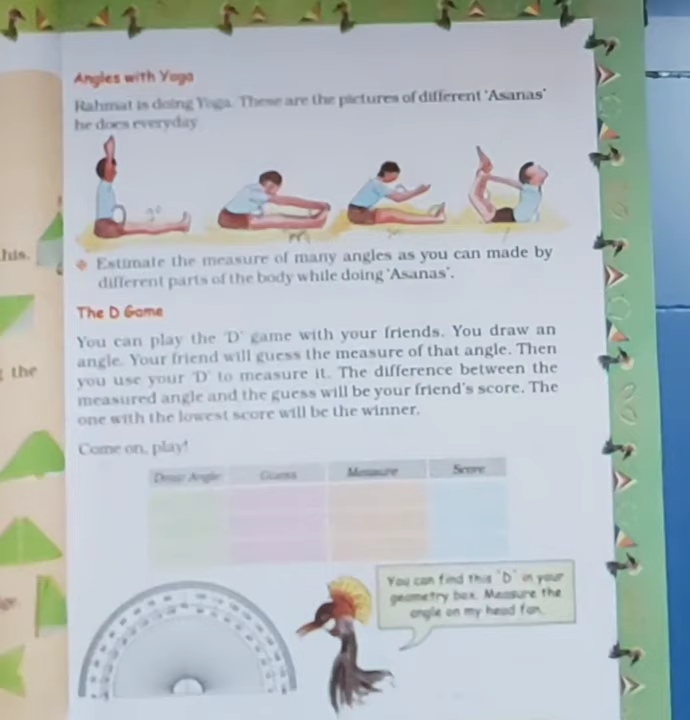 Angles with Yoga
Rahmat is doing Yoga. These are the pictures of different 'Asanas'
he does everyday
his.
Estimate the measure of many angles as you can made by
different parts of the body while doing 'Asanas'.
The D Game
You can play the 'D' game with your friends. You draw an
angle. Your friend will guess the measure of that angle. Then
the
you use your 'D' to measure it. The difference between the
measured angle and the guess will be your friend's score. The
one with the lowest score will be the winner.
Come on, play!
Draw Angle Guess Measure Score
You can find this 'D' in your
geometry box. Measure the
angle on my head fan.